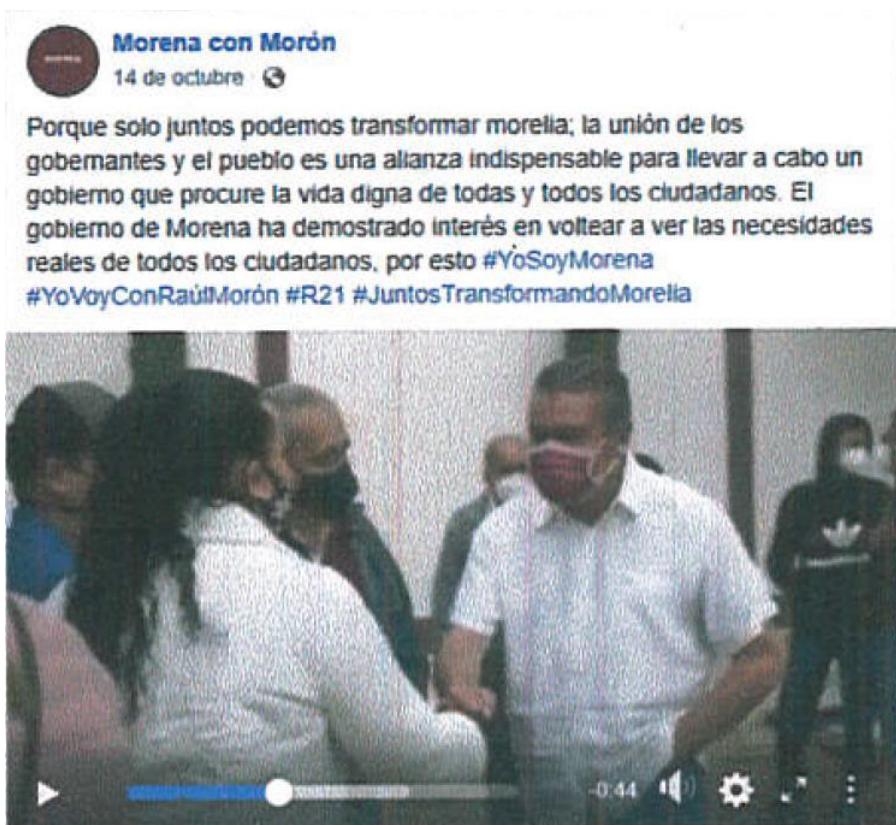 Morena con Morón
14 de octubre
Porque solo juntos podemos transformar morelia; la unión de los
gobernantes y el pueblo es una alianza indispensable para llevar a cabo un
gobierno que procure la vida digna de todas y todos los ciudadanos. El
gobierno de Morena ha demostrado interés en voltear a ver las necesidades
reales de todos los ciudadanos, por esto #YoSoyMorena
#YoVoyConRaúlMorón #R21 #JuntosTransformandoMorelia
-0:44